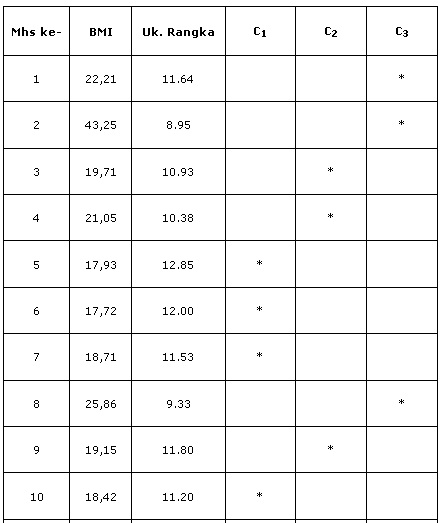 Mhs ke- BMI Uk. Rangka C1 C2 C3
1 22,21 11.64 *
2 43,25 8.95 *
3 19,71 10.93 *
4 21,05 10.38 *
5 17,93 12.85 *
6 17,72 12.00 *
7 18,71 11.53 *
8 25,86 9.33 *
9 19,15 11.80 *
10 18,42 11.20 *